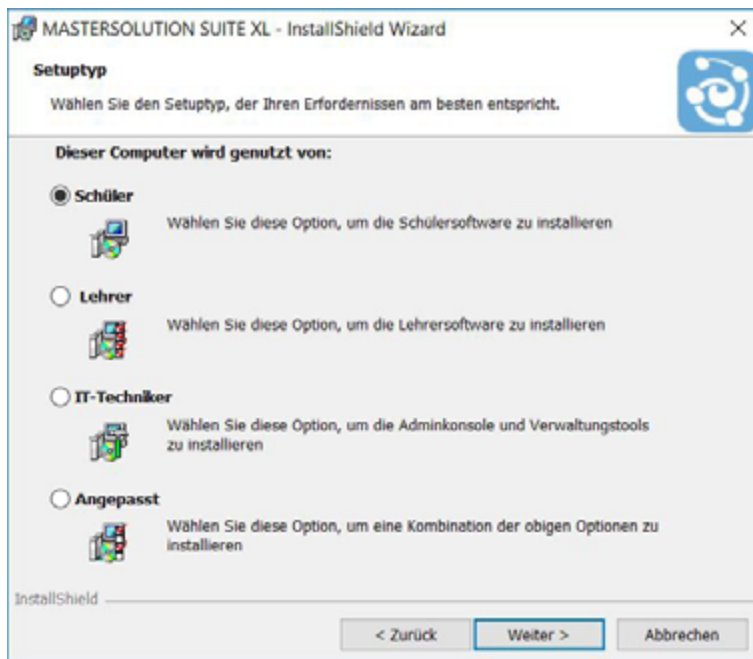 MASTERSOLUTION SUITE XL - InstallShield Wizard
Setuptyp
Wählen Sie den Setuptyp, der Ihren Erfordernissen am besten entspricht.
Dieser Computer wird genutzt von:
Schüler
Wählen Sie diese Option, um die Schülersoftware zu installieren
Lehrer
Wählen Sie diese Option, um die Lehrersoftware zu installieren
IT-Techniker
Wählen Sie diese Option, um die Adminkonsole und Verwaltungstools
zu installieren
Angepasst
Wählen Sie diese Option, um eine Kombination der obigen Optionen zu
installieren
InstallShield
< Zurück
Weiter >
Abbrechen